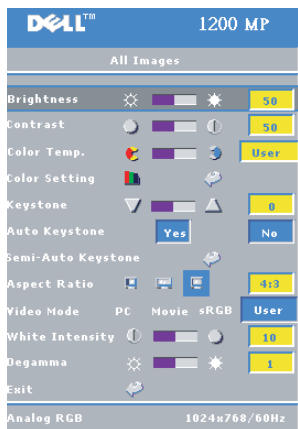 DELL™ 1200 MP
All Images
Brightness 50
Contrast 50
Color Temp. User
Color Setting
Keystone 0
Auto Keystone Yes No
Semi-Auto Keystone
Aspect Ratio 4:3
Video Mode PC Movie sRGB User
White Intensity 10
Degamma 1
Exit
Analog RGB 1024x768/60Hz